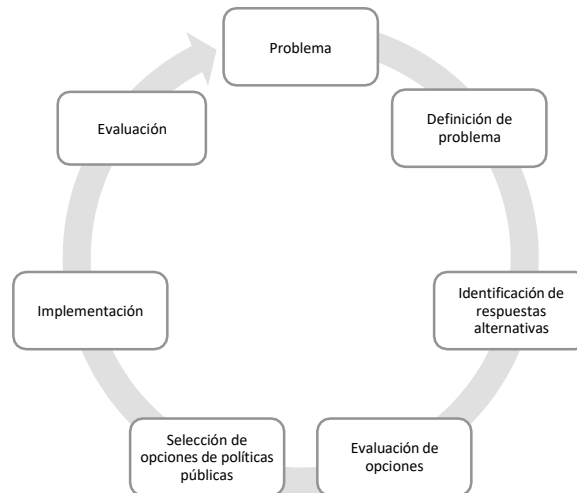 Problema
Definición de
problema
Identificación de
respuestas
alternativas
Evaluación de
opciones
Selección de
opciones de políticas
públicas
Implementación
Evaluación